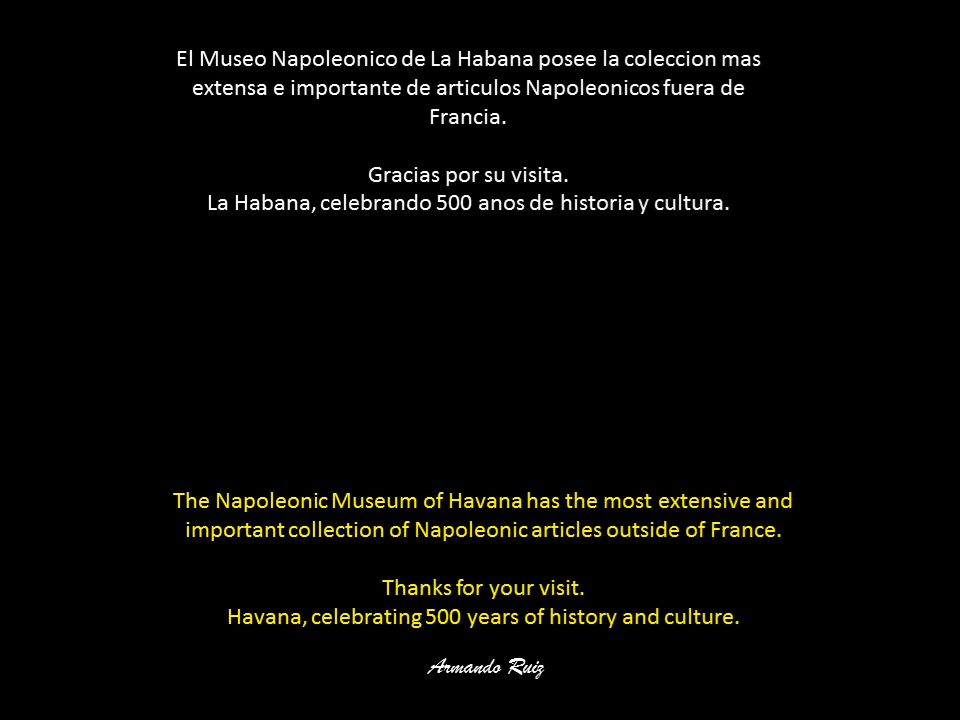 El Museo Napoleonico de La Habana posee la coleccion mas
extensa e importante de articulos Napoleonicos fuera de
Francia.
Gracias por su visita.
La Habana, celebrando 500 anos de historia y cultura.
The Napoleonic Museum of Havana has the most extensive and
important collection of Napoleonic articles outside of France.
Thanks for your visit.
Havana, celebrating 500 years of history and culture.
Armando Ruiz